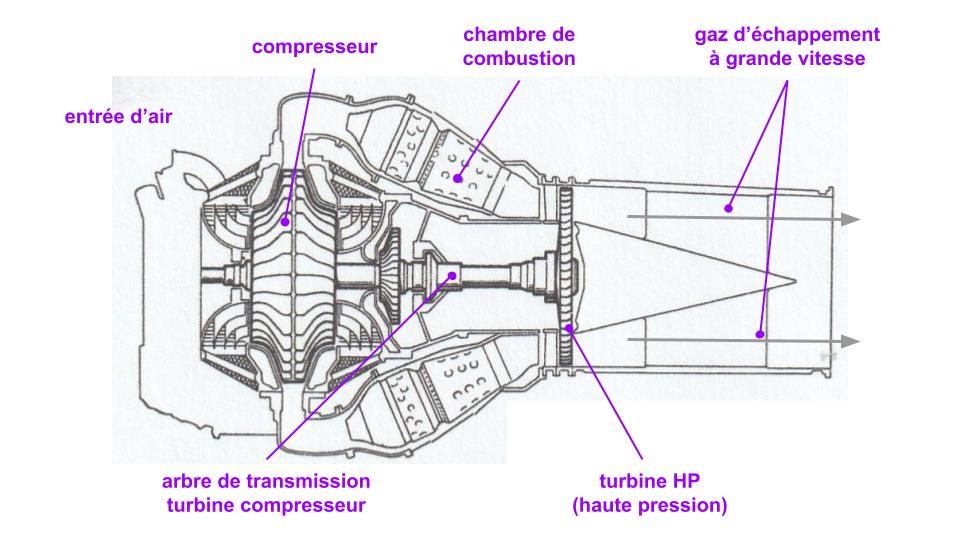 compresseur
chambre de
combustion
gaz d’échappement
à grande vitesse
entrée d’air
arbre de transmission
turbine compresseur
turbine HP
(haute pression)